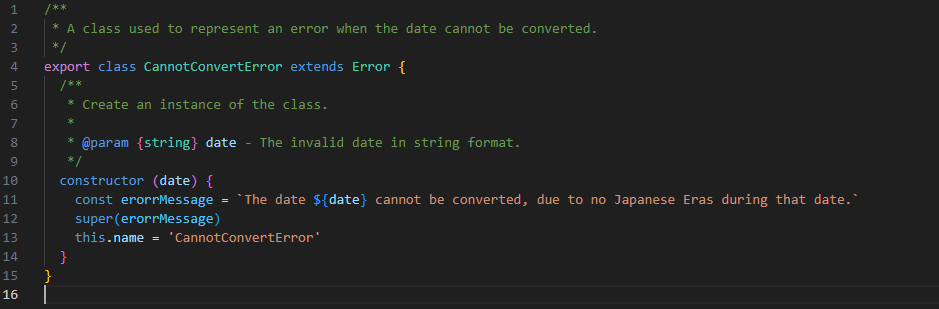 1 /**
2  * A class used to represent an error when the date cannot be converted.
3  */
4 export class CannotConvertError extends Error {
5   /**
6    * Create an instance of the class.
7    *
8    * @param {string} date - The invalid date in string format.
9    */
10   constructor (date) {
11     const erorrMessage = `The date ${date} cannot be converted, due to no Japanese Eras during that date.`
12     super(erorrMessage)
13     this.name = 'CannotConvertError'
14   }
15 }
16